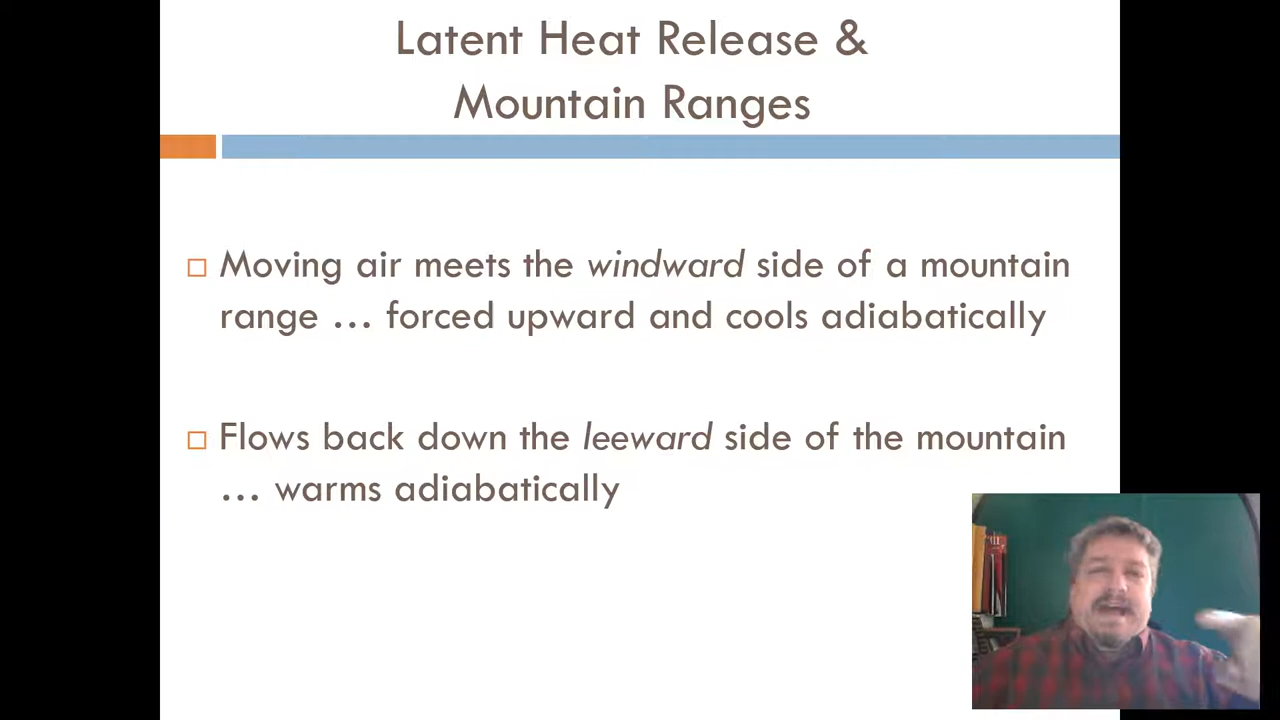 Latent Heat Release &
Mountain Ranges
Moving air meets the windward side of a mountain
range … forced upward and cools adiabatically
Flows back down the leeward side of the mountain
… warms adiabatically